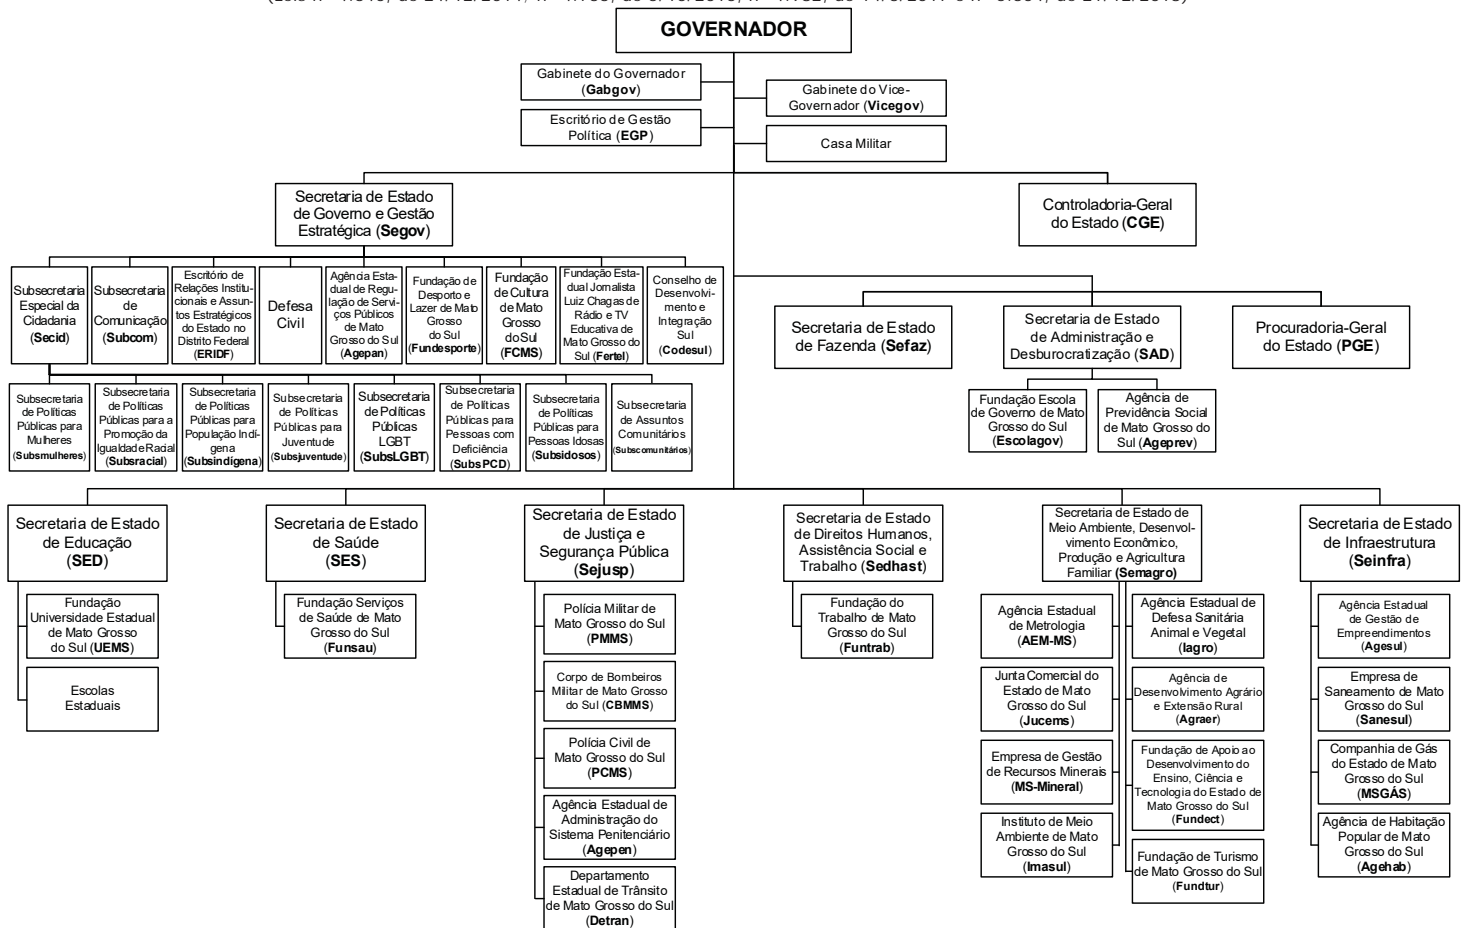 GOVERNADOR
Gabinete do Governador
(Gabgov)
Gabinete do Vice-
Governador (Vicegov)
Escritório de Gestão
Política (EGP)
Casa Militar
Secretaria de Estado
de Governo e Gestão
Estratégica (Segov)
Controladoria-Geral
do Estado (CGE)
Subsecretaria
Especial da
Cidadania
(Secid)
Subsecretaria
de
Comunicação
(Subcom)
Escritório de
Relações Institu-
cionais e Assun-
tos Estratégicos
do Estado no
Distrito Federal
(ERIDF)
Defesa
Civil
Agência Esta-
dual de Regu-
lação de Servi-
ços Públicos
de Mato
Grosso do Sul
(Agepan)
Fundação de
Desporto e
Lazer de Mato
Grosso
do Sul
(Fundesporte)
Fundação
de Cultura
de Mato
Grosso
do Sul
(FCMS)
Fundação Esta-
dual Jornalista
Luiz Chagas de
Rádio e TV
Educativa de
Mato Grosso do
Sul (Fertel)
Conselho de
Desenvolvi-
mento e
Integração
Sul
(Codesul)
Secretaria de Estado
de Fazenda (Sefaz)
Secretaria de Estado
de Administração e
Desburocratização (SAD)
Procuradoria-Geral
do Estado (PGE)
Subsecretaria
de Políticas
Públicas para
Mulheres
(Subsmulheres)
Subsecretaria
de Políticas
Públicas para a
Promoção da
Igualdade Racial
(Subsracial)
Subsecretaria
de Políticas
Públicas para
População Indí-
gena
(Subsindígena)
Subsecretaria
de Políticas
Públicas para
Juventude
(Subsjuventude)
Subsecretaria
de Políticas
Públicas
LGBT
(SubsLGBT)
Subsecretaria
de Políticas
Públicas para
Pessoas com
Deficiência
(SubsPCD)
Subsecretaria
de Políticas
Públicas para
Pessoas Idosas
(Subsidosos)
Subsecretaria
de Assuntos
Comunitários
(Subscomunitários)
Fundação Escola
de Governo de Mato
Grosso do Sul
(Escolagov)
Agência de
Previdência Social
de Mato Grosso do
Sul (Ageprev)
Secretaria de Estado
de Educação
(SED)
Secretaria de Estado
de Saúde
(SES)
Secretaria de Estado
de Justiça e
Segurança Pública
(Sejusp)
Secretaria de Estado
de Direitos Humanos,
Assistência Social e
Trabalho (Sedhast)
Secretaria de Estado de
Meio Ambiente, Desenvol-
vimento Econômico,
Produção e Agricultura
Familiar (Semagro)
Secretaria de Estado
de Infraestrutura
(Seinfra)
Fundação
Universidade Estadual
de Mato Grosso
do Sul (UEMS)
Escolas
Estaduais
Fundação Serviços
de Saúde de Mato
Grosso do Sul
(Funsau)
Polícia Militar de
Mato Grosso do Sul
(PMMS)
Corpo de Bombeiros
Militar de Mato Grosso
do Sul (CBMMS)
Polícia Civil de
Mato Grosso do Sul
(PCMS)
Agência Estadual de
Administração do
Sistema Penitenciário
(Agepen)
Departamento
Estadual de Trânsito
de Mato Grosso do Sul
(Detran)
Fundação do
Trabalho de Mato
Grosso do Sul
(Funtrab)
Agência Estadual
de Metrologia
(AEM-MS)
Junta Comercial do
Estado de Mato
Grosso do Sul
(Jucems)
Empresa de Gestão
de Recursos Minerais
(MS-Mineral)
Instituto de Meio
Ambiente de Mato
Grosso do Sul
(Imasul)
Agência Estadual de
Defesa Sanitária
Animal e Vegetal
(Iagro)
Agência de
Desenvolvimento Agrário
e Extensão Rural
(Agraer)
Fundação de Apoio ao
Desenvolvimento do
Ensino, Ciência e
Tecnologia do Estado de
Mato Grosso do Sul
(Fundect)
Fundação de Turismo
de Mato Grosso do Sul
(Fundtur)
Agência Estadual
de Gestão de
Empreendimentos
(Agesul)
Empresa de
Saneamento de Mato
Grosso do Sul
(Sanesul)
Companhia de Gás
do Estado de Mato
Grosso do Sul
(MSGÁS)
Agência de Habitação
Popular de Mato
Grosso do Sul
(Agehab)